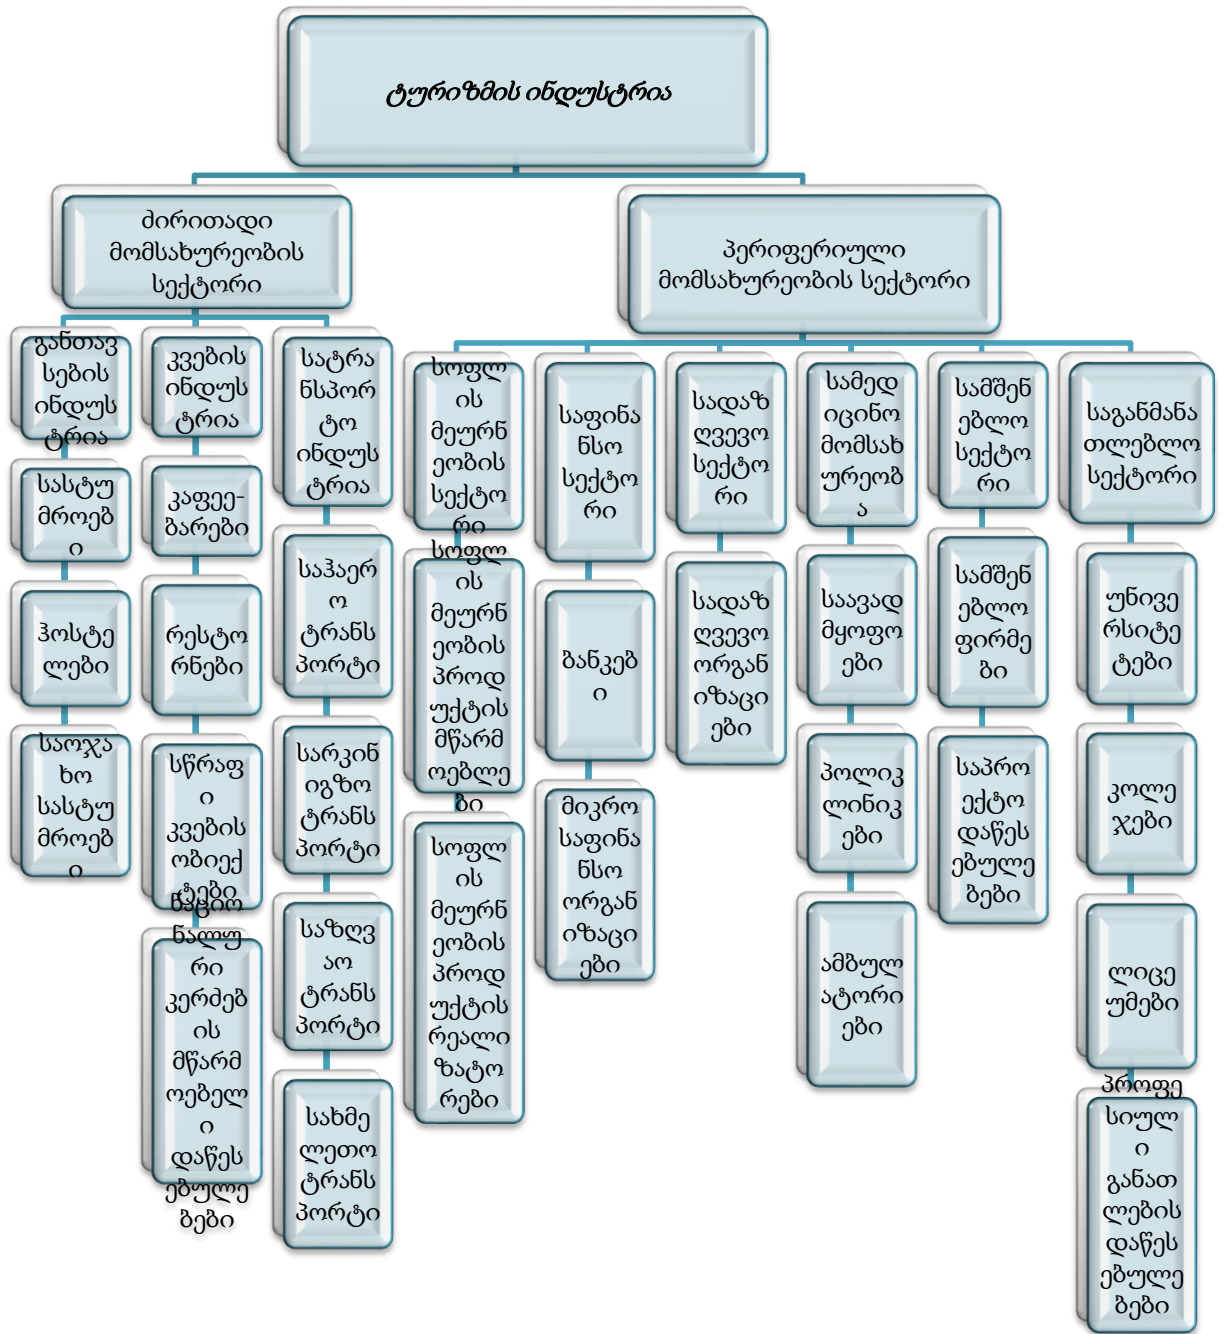 ტურიზმის ინდუსტრია
ძირითადი
მომსახურეობის
სექტორი
პერიფერიული
მომსახურეობის სექტორი
განთავ
სების
ინდუს
ტრია
სასტუ
მროებ
ი
ჰოსტე
ლები
საოჯა
ხო
სასტუ
მროებ
ი
კვების
ინდუს
ტრია
კაფეე-
ბარები
რესტო
რნები
სწრაფ
ი
კვების
ობიექ
ტები
ნაციო
ნალუ
რი
კერძებ
ის
მწარმ
ოებელ
ი
დაწეს
ებულე
ბები
სატრა
ნსპორ
ტო
ინდუს
ტრია
საჰაერ
ო
ტრანს
პორტი
სარკინ
იგზო
ტრანს
პორტი
საზღვ
აო
ტრანს
პორტი
სახმე
ლეთო
ტრანს
პორტი
სოფლ
ის
მეურნ
ეობის
სექტო
რი
სოფლ
ის
მეურნ
ეობის
პროდ
უქტის
მწარმ
ოებლე
ბი
სოფლ
ის
მეურნ
ეობის
პროდ
უქტის
რეალი
ზატო
რები
საფინა
ნსო
სექტო
რი
ბანკებ
ი
მიკრო
საფინა
ნსო
ორგან
იზაცი
ები
სადაზ
ღვევო
სექტო
რი
სადაზ
ღვევო
ორგან
იზაცი
ები
სამედ
იცინო
მომსახ
ურეობ
ა
საავად
მყოფო
ები
პოლიკ
ლინიკ
ები
ამბულ
ატორი
ები
სამშენ
ებლო
სექტო
რი
სამშენ
ებლო
ფირმე
ბი
საპრო
ექტო
დაწეს
ებულე
ბები
საგანმანა
თლებლო
სექტორი
უნივე
რსიტე
ტები
კოლე
ჯები
ლიცე
უმები
პროფე
სიულ
ი
განათ
ლების
დაწეს
ებულე
ბები